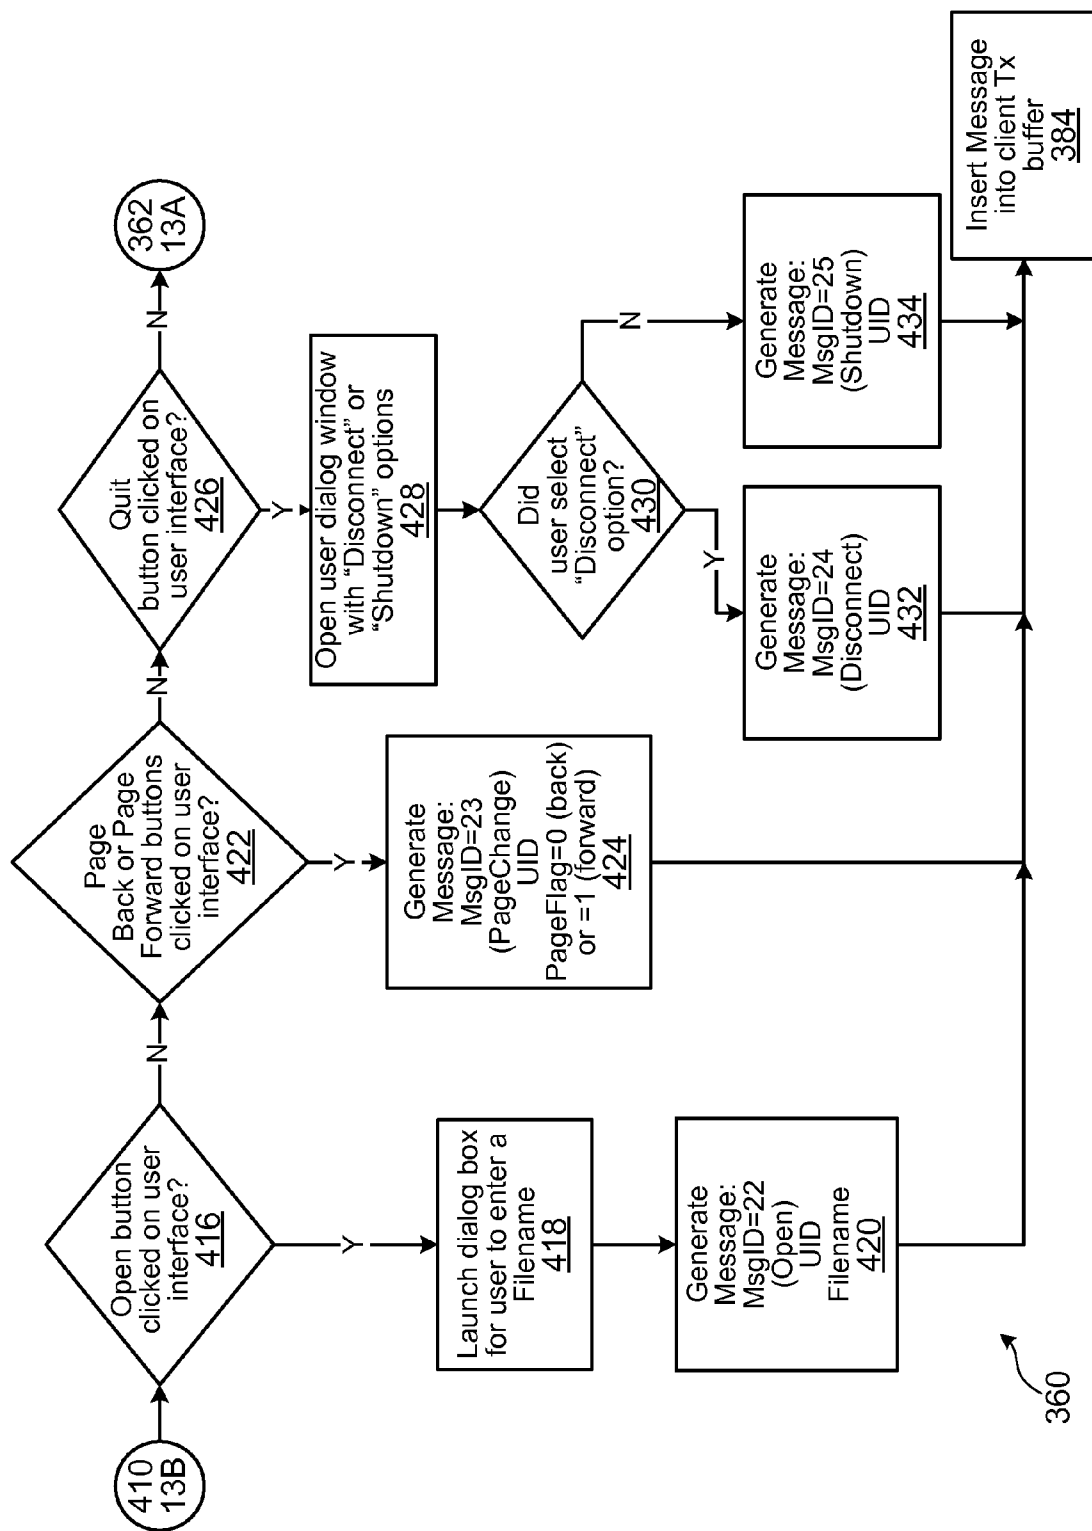 410
13B
Open button
clicked on user
interface?
416
N
Page
Back or Page
Forward buttons
clicked on user
interface?
422
N
Quit
button clicked on
user interface?
426
N
362
13A
Y
Launch dialog box
for user to enter a
Filename
418
Generate
Message:
MsgID=22
(Open)
UID
Filename
420
Y
Generate
Message:
MsgID=23
(PageChange)
UID
PageFlag=0 (back)
or =1 (forward)
424
Y
Open user dialog window
with "Disconnect" or
"Shutdown" options
428
Did
user select
"Disconnect"
option?
430
Y
N
Generate
Message:
MsgID=24
(Disconnect)
UID
432
Generate
Message:
MsgID=25
(Shutdown)
UID
434
Insert Message
into client Tx
buffer
384
360